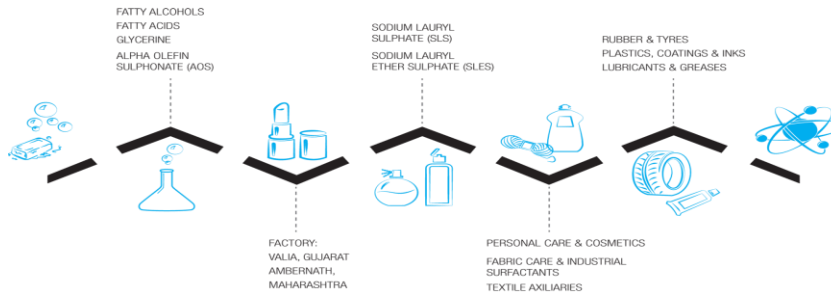 FATTY ALCOHOLS
FATTY ACIDS
GLYCERINE
ALPHA OLEFIN
SULPHONATE (AOS)
SODIUM LAURYL
SULPHATE (SLS)
SODIUM LAURYL
ETHER SULPHATE (SLES)
RUBBER & TYRES
PLASTICS, COATINGS & INKS
LUBRICANTS & GREASES
FACTORY:
VALIA, GUJARAT
AMBERNATH,
MAHARASHTRA
PERSONAL CARE & COSMETICS
FABRIC CARE & INDUSTRIAL
SURFACTANTS
TEXTILE AXILIARIES